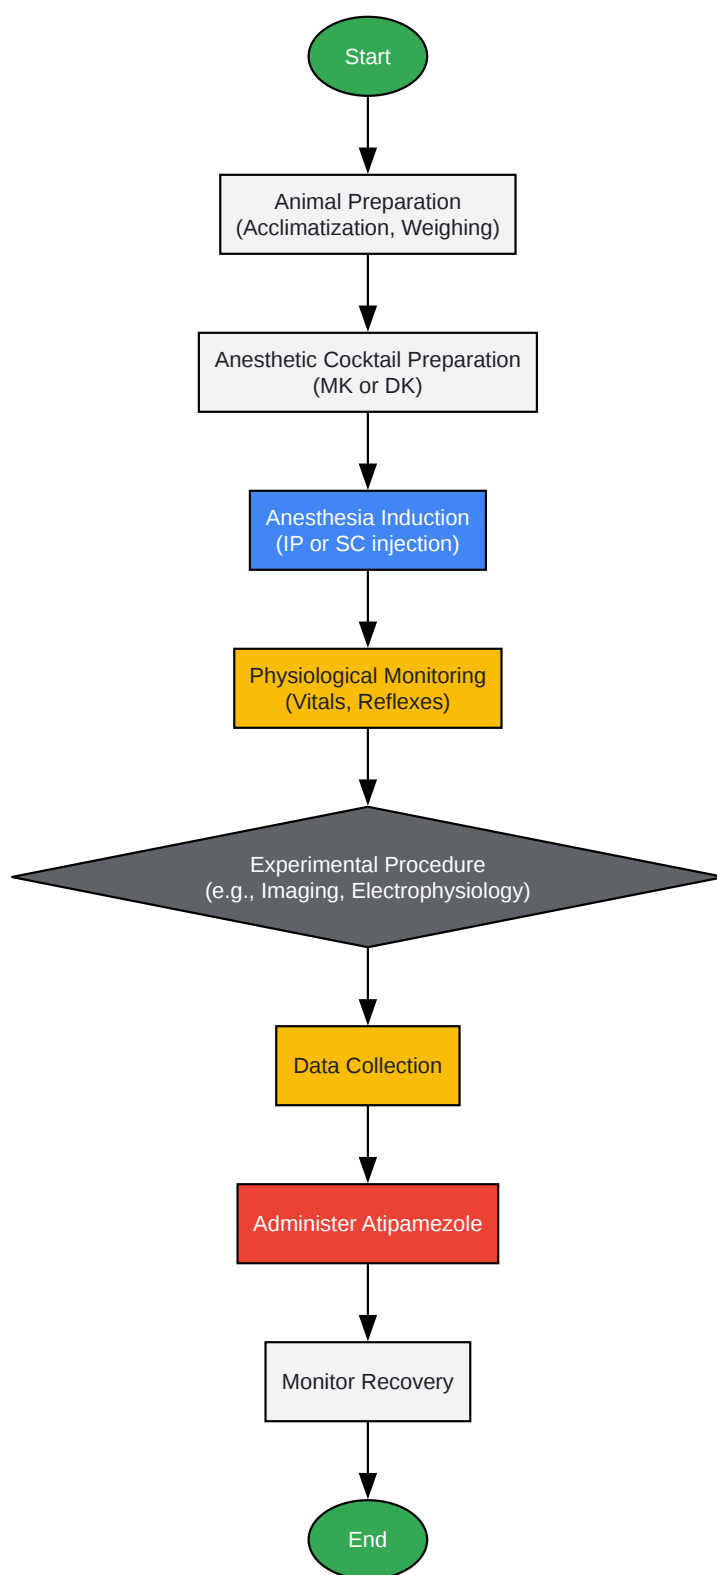 Start
Animal Preparation
(Acclimatization, Weighing)
Anesthetic Cocktail Preparation
(MK or DK)
Anesthesia Induction
(IP or SC injection)
Physiological Monitoring
(Vitals, Reflexes)
Experimental Procedure
(e.g., Imaging, Electrophysiology)
Data Collection
Administer Atipamezole
Monitor Recovery
End